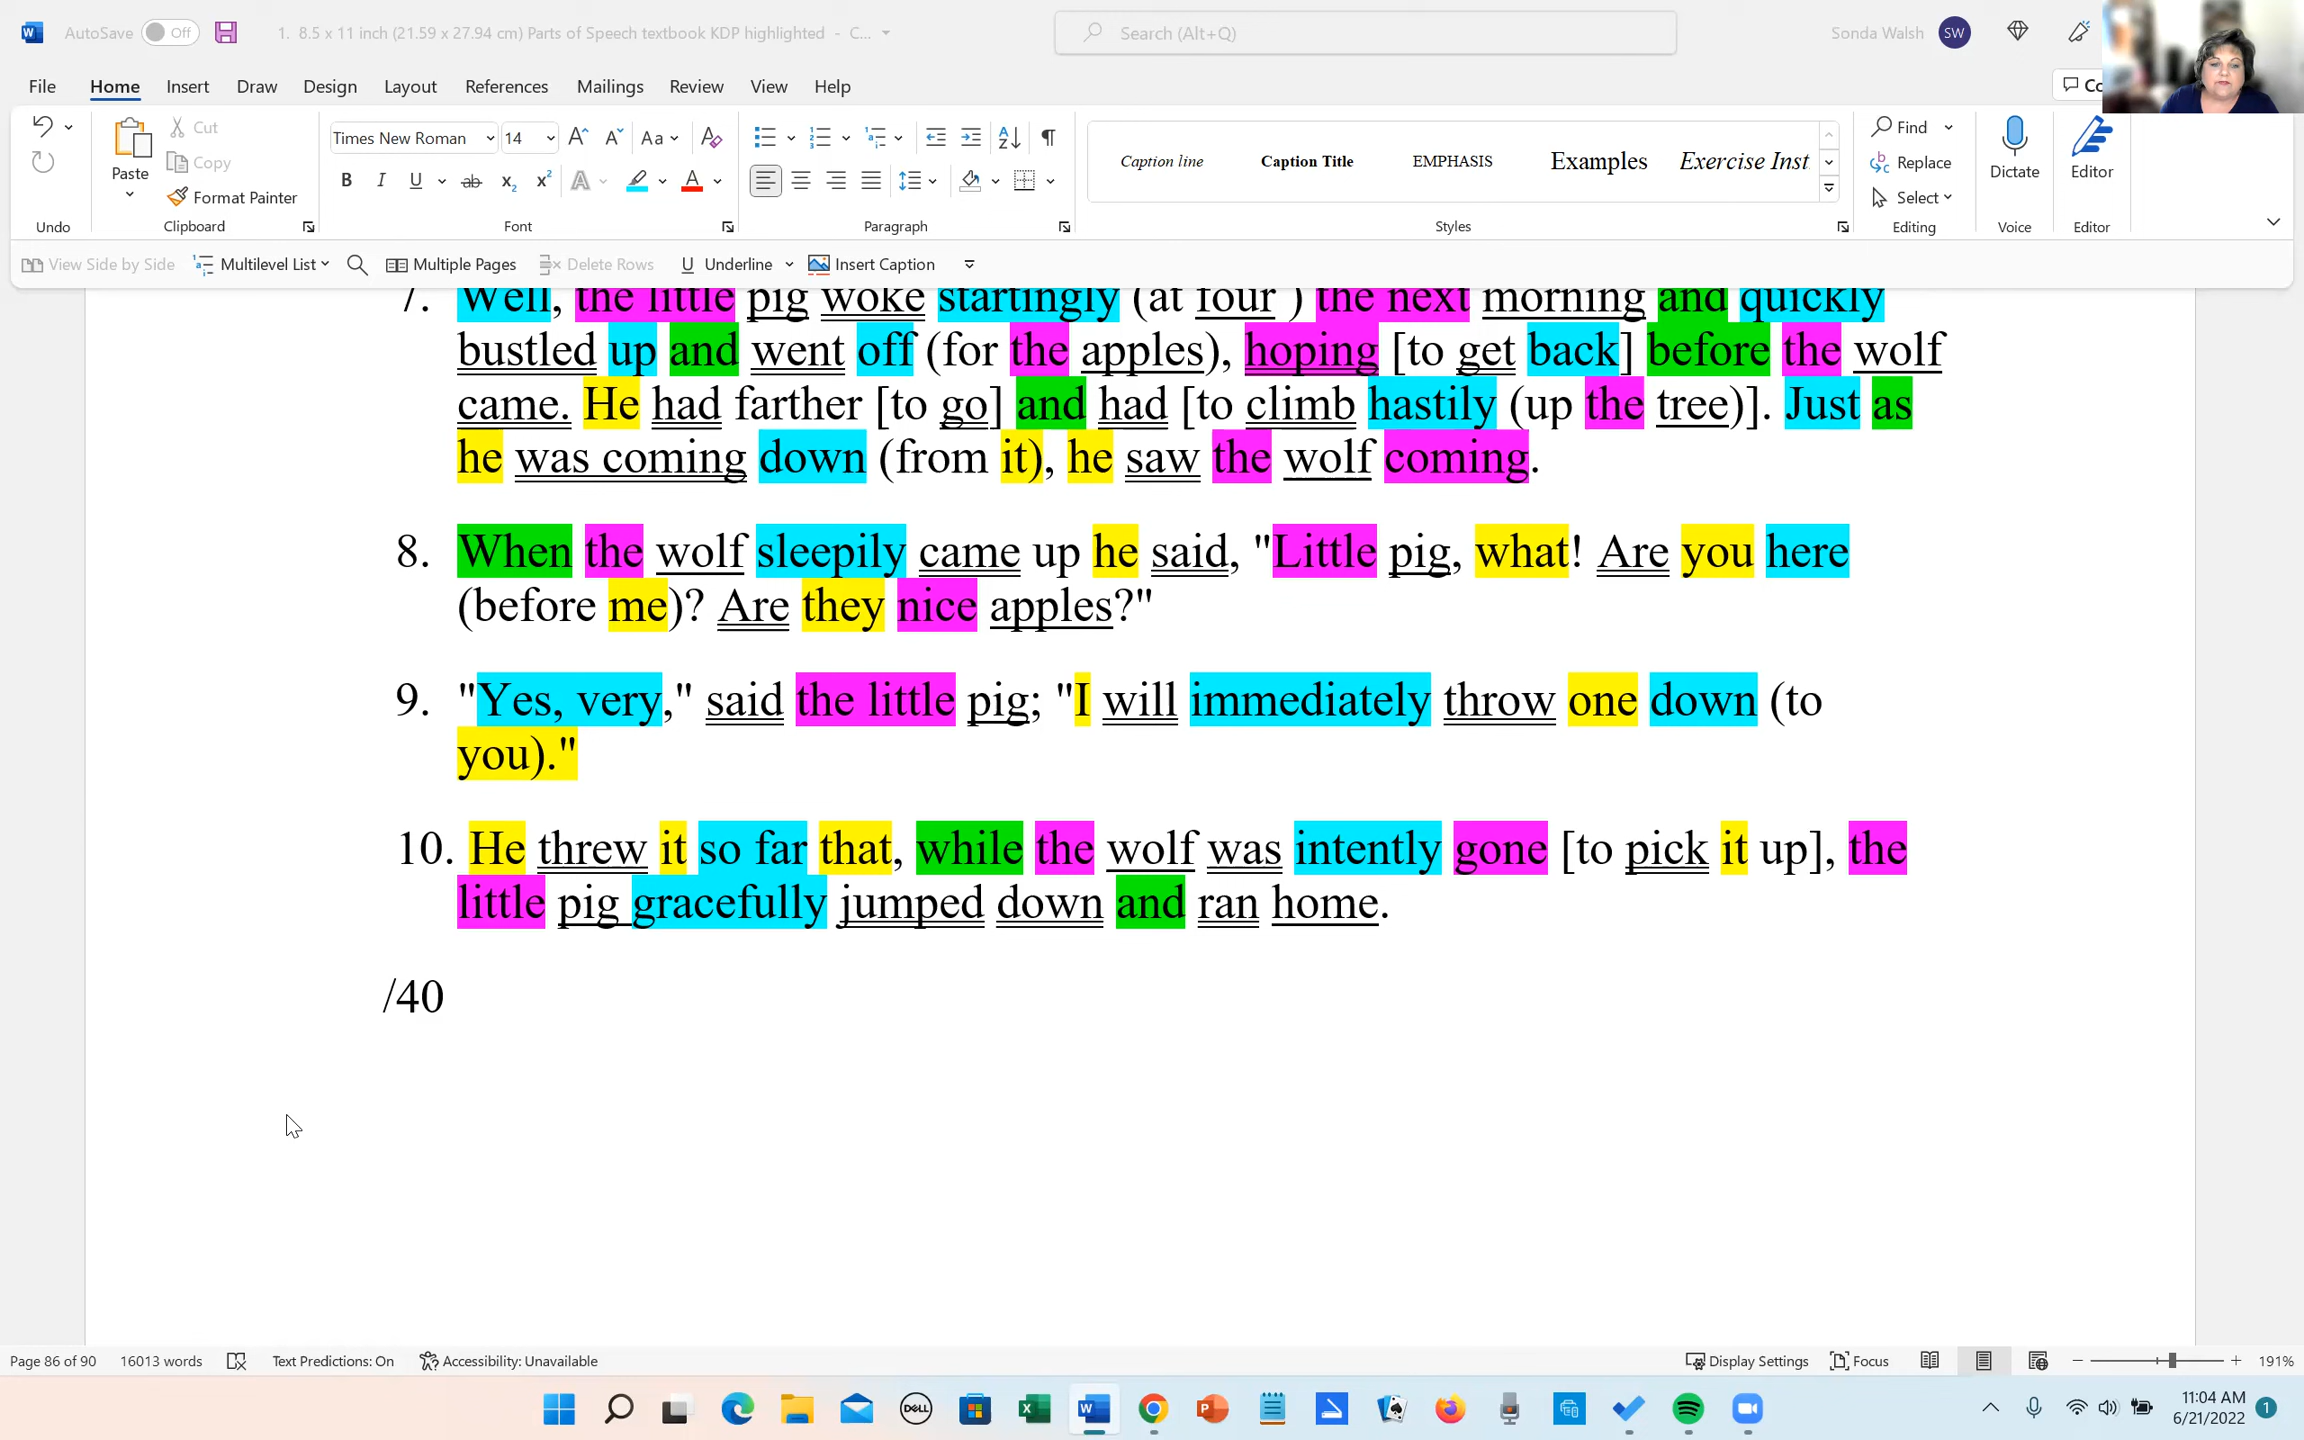 AutoSave Off 1. 8.5 x 11 inch (21.59 x 27.94 cm) Parts of Speech textbook KDP highlighted - C... Search (Alt+Q) Sonda Walsh SW
File Home Insert Draw Design Layout References Mailings Review View Help Co
Undo Paste Cut Copy Format Painter Clipboard
Times New Roman 14 Aa Font
Paragraph
Caption line Caption Title EMPHASIS Examples Exercise Inst Styles
Find Replace Select Editing
Dictate Voice
Editor Editor
View Side by Side Multilevel List Multiple Pages Delete Rows U Underline Insert Caption
7. Well, the little pig woke startingly (at four ) the next morning and quickly
bustled up and went off (for the apples), hoping [to get back] before the wolf
came. He had farther [to go] and had [to climb hastily (up the tree)]. Just as
he was coming down (from it), he saw the wolf coming.
8. When the wolf sleepily came up he said, "Little pig, what! Are you here
(before me)? Are they nice apples?"
9. "Yes, very," said the little pig; "I will immediately throw one down (to
you)."
10. He threw it so far that, while the wolf was intently gone [to pick it up], the
little pig gracefully jumped down and ran home.
/40
Page 86 of 90 16013 words Text Predictions: On Accessibility: Unavailable Display Settings Focus 191%
DELL 11:04 AM
6/21/2022 1